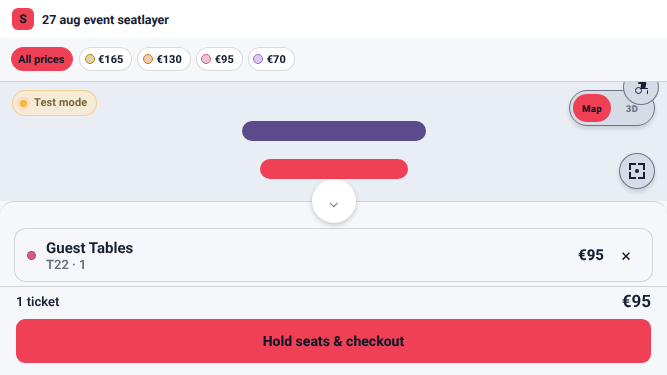 S 27 aug event seatlayer
All prices €165 €130 €95 €70
Test mode
Map 3D
Guest Tables
T22 · 1
€95 ×
1 ticket €95
Hold seats & checkout